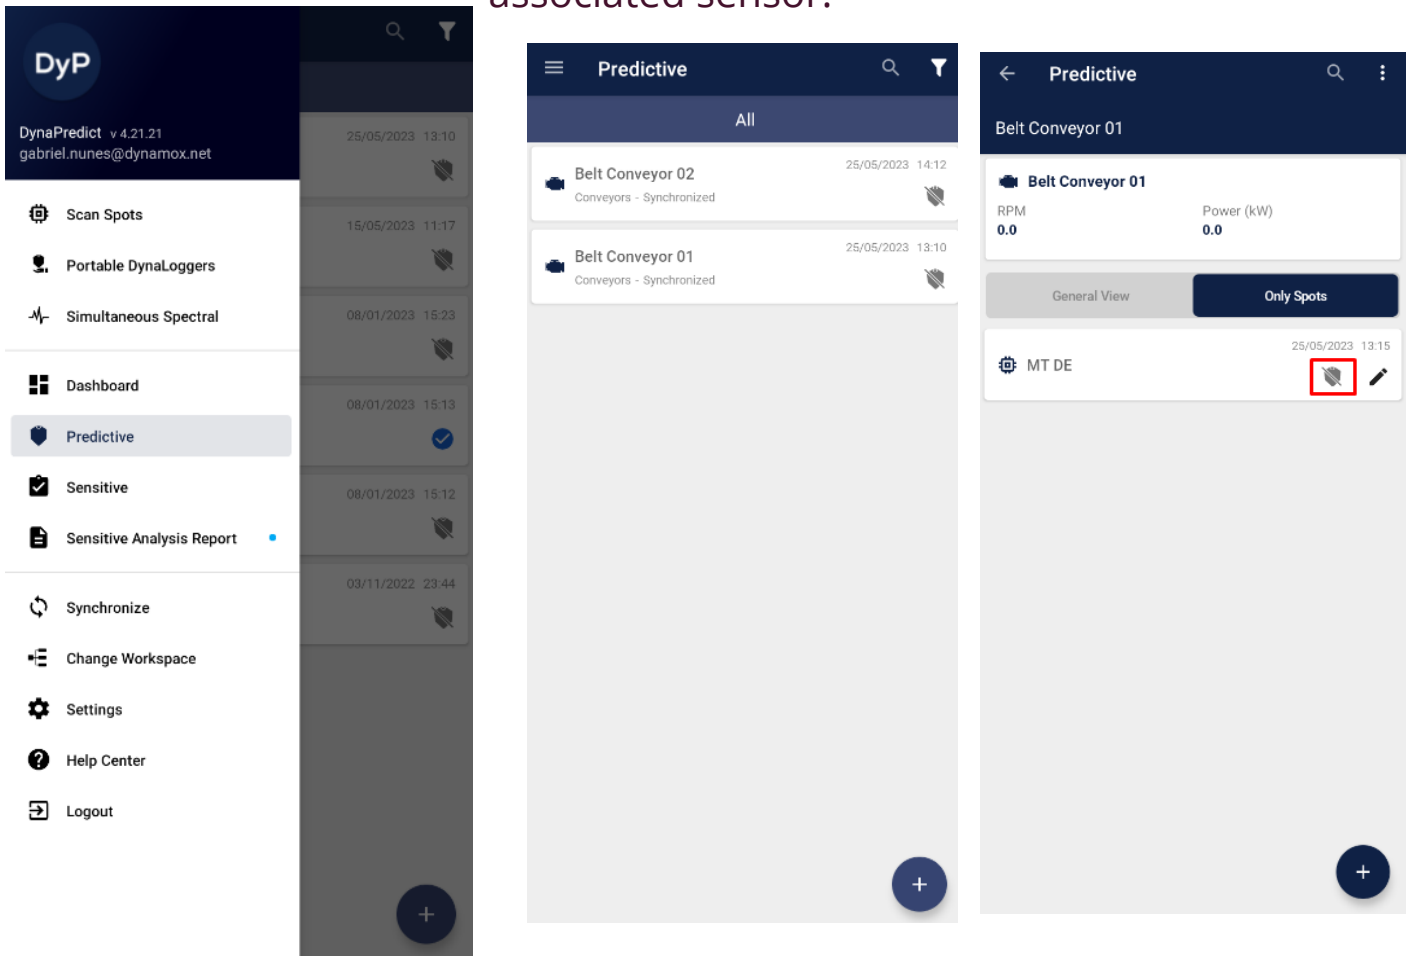 associated sensor.
DyP
DynaPredict v 4.21.21
gabriel.nunes@dynamox.net
Scan Spots
Portable DynaLoggers
Simultaneous Spectral
Dashboard
Predictive
Sensitive
Sensitive Analysis Report
Synchronize
Change Workspace
Settings
Help Center
Logout
25/05/2023 13:10
15/05/2023 11:17
08/01/2023 15:23
08/01/2023 15:13
08/01/2023 15:12
03/11/2022 23:44
Predictive
All
Belt Conveyor 02
25/05/2023 14:12
Conveyors - Synchronized
Belt Conveyor 01
25/05/2023 13:10
Conveyors - Synchronized
Predictive
Belt Conveyor 01
Belt Conveyor 01
RPM Power (kW)
0.0 0.0
General View Only Spots
25/05/2023 13:15
MT DE